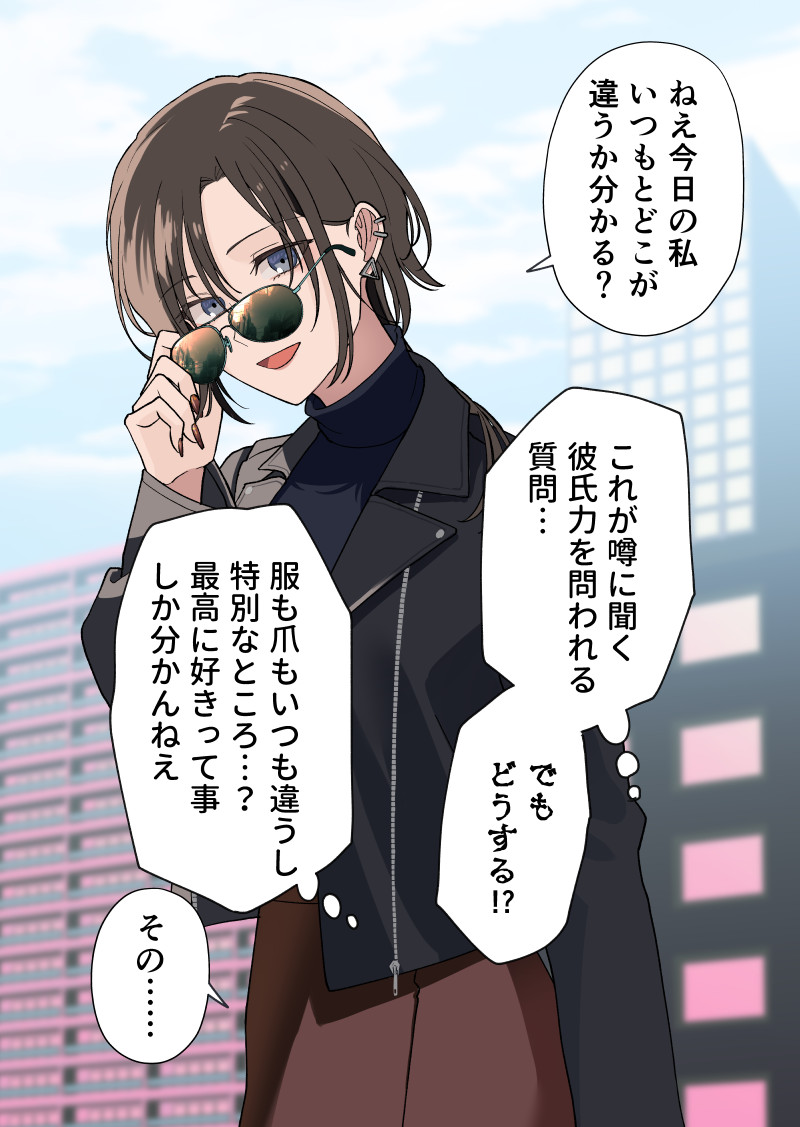 ねえ今日の私
いつもとどこが
違うか分かる？
これが噂に聞く
彼氏力を問われる
質問…
でも
どうする!?
服も爪もいつも違うし
特別なところ…？
最高に好きって事
しか分かんねえ
その……